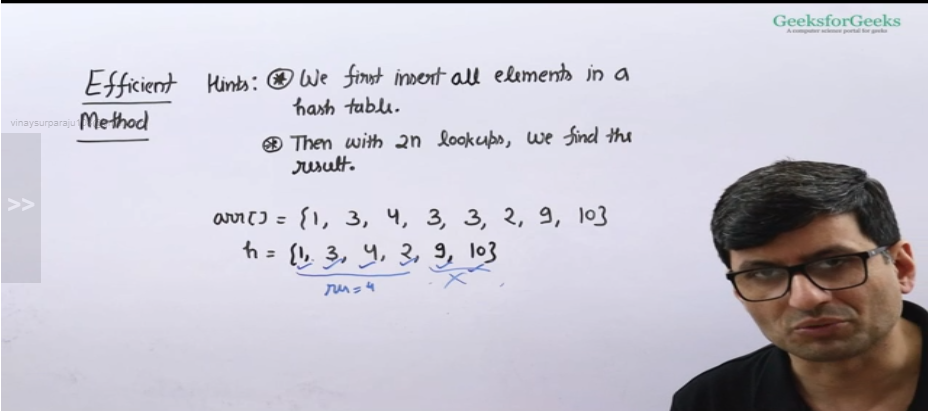 GeeksforGeeks
A computer science portal for geeks
Efficient Method
Hints: * We first insert all elements in a
hash table.
* Then with 2n lookups, we find the
result.
vinaysurparaju
>>
arr[] = {1, 3, 4, 3, 3, 2, 9, 10}
h = {1, 3, 4, 2, 9, 10}
res = 4
X